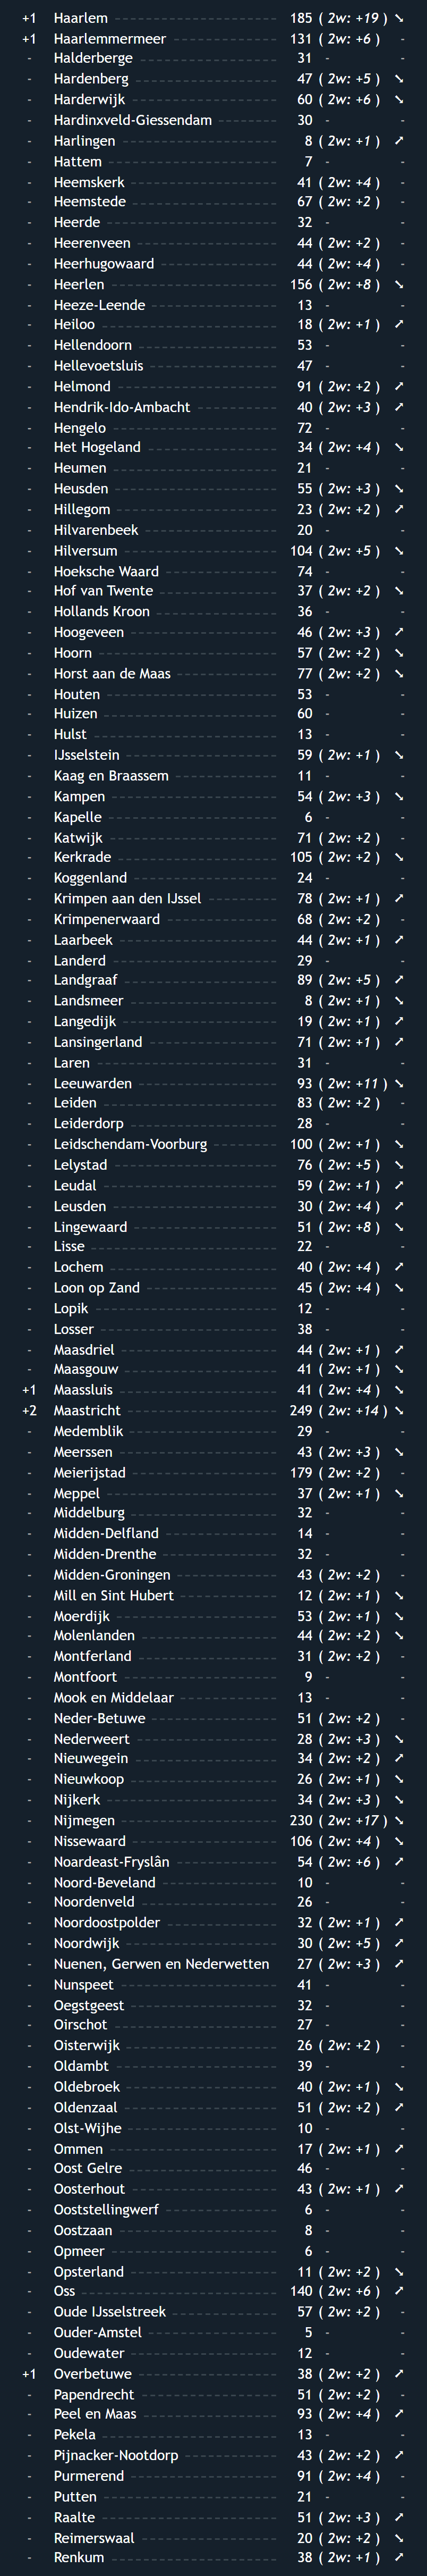 +1 Haarlem 185 ( 2w: +19 ) ➘
+1 Haarlemmermeer 131 ( 2w: +6 ) -
- Halderberge 31 - -
- Hardenberg 47 ( 2w: +5 ) ➘
- Harderwijk 60 ( 2w: +6 ) ➘
- Hardinxveld-Giessendam 30 - -
- Harlingen 8 ( 2w: +1 ) ➚
- Hattem 7 - -
- Heemskerk 41 ( 2w: +4 ) -
- Heemstede 67 ( 2w: +2 ) -
- Heerde 32 - -
- Heerenveen 44 ( 2w: +2 ) -
- Heerhugowaard 44 ( 2w: +4 ) -
- Heerlen 156 ( 2w: +8 ) ➘
- Heeze-Leende 13 - -
- Heiloo 18 ( 2w: +1 ) ➚
- Hellendoorn 53 - -
- Hellevoetsluis 47 - -
- Helmond 91 ( 2w: +2 ) ➚
- Hendrik-Ido-Ambacht 40 ( 2w: +3 ) ➚
- Hengelo 72 - -
- Het Hogeland 34 ( 2w: +4 ) ➘
- Heumen 21 - -
- Heusden 55 ( 2w: +3 ) ➘
- Hillegom 23 ( 2w: +2 ) ➚
- Hilvarenbeek 20 - -
- Hilversum 104 ( 2w: +5 ) ➘
- Hoeksche Waard 74 - -
- Hof van Twente 37 ( 2w: +2 ) ➘
- Hollands Kroon 36 - -
- Hoogeveen 46 ( 2w: +3 ) ➚
- Hoorn 57 ( 2w: +2 ) ➘
- Horst aan de Maas 77 ( 2w: +2 ) ➘
- Houten 53 - -
- Huizen 60 - -
- Hulst 13 - -
- IJsselstein 59 ( 2w: +1 ) ➘
- Kaag en Braassem 11 - -
- Kampen 54 ( 2w: +3 ) ➘
- Kapelle 6 - -
- Katwijk 71 ( 2w: +2 ) -
- Kerkrade 105 ( 2w: +2 ) ➘
- Koggenland 24 - -
- Krimpen aan den IJssel 78 ( 2w: +1 ) ➚
- Krimpenerwaard 68 ( 2w: +2 ) -
- Laarbeek 44 ( 2w: +1 ) ➚
- Landerd 29 - -
- Landgraaf 89 ( 2w: +5 ) ➚
- Landsmeer 8 ( 2w: +1 ) ➘
- Langedijk 19 ( 2w: +1 ) ➚
- Lansingerland 71 ( 2w: +1 ) ➚
- Laren 31 - -
- Leeuwarden 93 ( 2w: +11 ) ➘
- Leiden 83 ( 2w: +2 ) -
- Leiderdorp 28 - -
- Leidschendam-Voorburg 100 ( 2w: +1 ) ➘
- Lelystad 76 ( 2w: +5 ) ➘
- Leudal 59 ( 2w: +1 ) ➚
- Leusden 30 ( 2w: +4 ) ➚
- Lingewaard 51 ( 2w: +8 ) ➘
- Lisse 22 - -
- Lochem 40 ( 2w: +4 ) ➚
- Loon op Zand 45 ( 2w: +4 ) ➘
- Lopik 12 - -
- Losser 38 - -
- Maasdriel 44 ( 2w: +1 ) ➚
- Maasgouw 41 ( 2w: +1 ) ➘
+1 Maassluis 41 ( 2w: +4 ) ➘
+2 Maastricht 249 ( 2w: +14 ) ➘
- Medemblik 29 - -
- Meerssen 43 ( 2w: +3 ) ➘
- Meierijstad 179 ( 2w: +2 ) -
- Meppel 37 ( 2w: +1 ) ➘
- Middelburg 32 - -
- Midden-Delfland 14 - -
- Midden-Drenthe 32 - -
- Midden-Groningen 43 ( 2w: +2 ) -
- Mill en Sint Hubert 12 ( 2w: +1 ) ➘
- Moerdijk 53 ( 2w: +1 ) ➘
- Molenlanden 44 ( 2w: +2 ) ➘
- Montferland 31 ( 2w: +2 ) -
- Montfoort 9 - -
- Mook en Middelaar 13 - -
- Neder-Betuwe 51 ( 2w: +2 ) -
- Nederweert 28 ( 2w: +3 ) ➘
- Nieuwegein 34 ( 2w: +2 ) ➚
- Nieuwkoop 26 ( 2w: +1 ) ➘
- Nijkerk 34 ( 2w: +3 ) ➘
- Nijmegen 230 ( 2w: +17 ) ➘
- Nissewaard 106 ( 2w: +4 ) ➘
- Noardeast-Fryslân 54 ( 2w: +6 ) ➚
- Noord-Beveland 10 - -
- Noordenveld 26 - -
- Noordoostpolder 32 ( 2w: +1 ) ➚
- Noordwijk 30 ( 2w: +5 ) ➚
- Nuenen, Gerwen en Nederwetten 27 ( 2w: +3 ) ➚
- Nunspeet 41 - -
- Oegstgeest 32 - -
- Oirschot 27 - -
- Oisterwijk 26 ( 2w: +2 ) -
- Oldambt 39 - -
- Oldebroek 40 ( 2w: +1 ) ➘
- Oldenzaal 51 ( 2w: +2 ) ➚
- Olst-Wijhe 10 - -
- Ommen 17 ( 2w: +1 ) ➚
- Oost Gelre 46 - -
- Oosterhout 43 ( 2w: +1 ) ➚
- Ooststellingwerf 6 - -
- Oostzaan 8 - -
- Opmeer 6 - -
- Opsterland 11 ( 2w: +2 ) ➘
- Oss 140 ( 2w: +6 ) ➚
- Oude IJsselstreek 57 ( 2w: +2 ) -
- Ouder-Amstel 5 - -
- Oudewater 12 - -
+1 Overbetuwe 38 ( 2w: +2 ) ➚
- Papendrecht 51 ( 2w: +2 ) -
- Peel en Maas 93 ( 2w: +4 ) ➚
- Pekela 13 - -
- Pijnacker-Nootdorp 43 ( 2w: +2 ) ➚
- Purmerend 91 ( 2w: +4 ) -
- Putten 21 - -
- Raalte 51 ( 2w: +3 ) ➚
- Reimerswaal 20 ( 2w: +2 ) ➘
- Renkum 38 ( 2w: +1 ) ➚